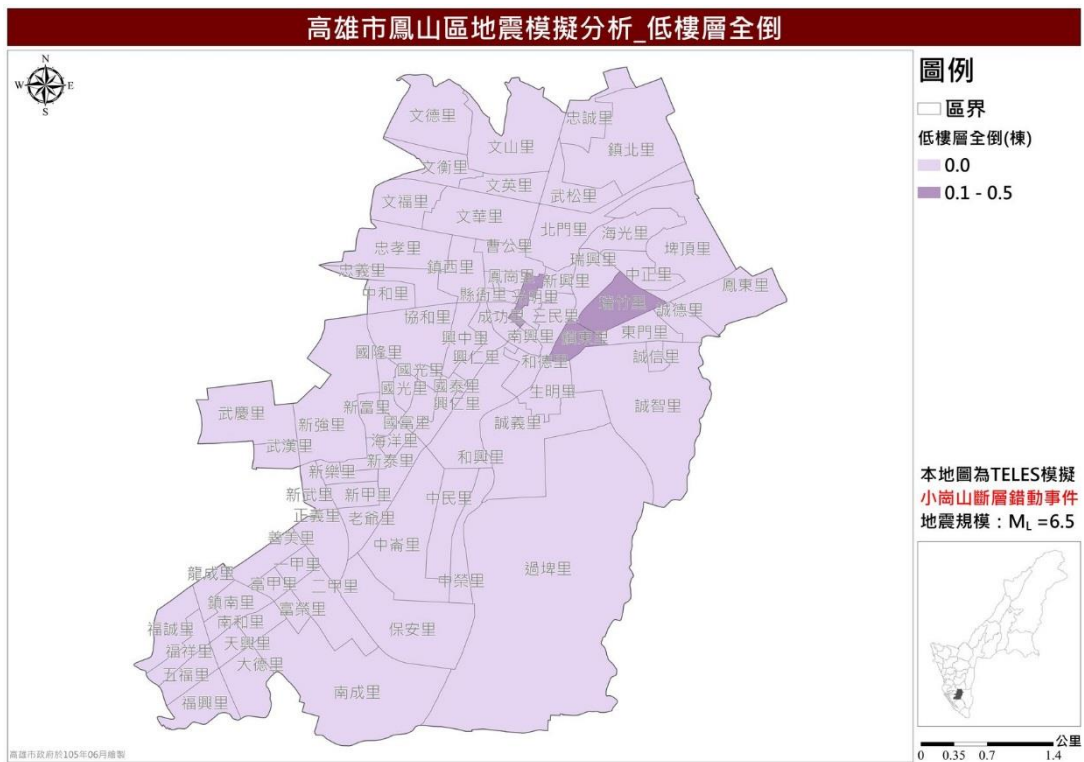 高雄市鳳山區地震模擬分析_低樓層全倒
N
W
E
S
圖例
區界
低樓層全倒(棟)
0.0
0.1 - 0.5
文德里
忠誠里
文山里
鎮北里
文衡里
文英里
武松里
文福里
文華里
北門里
海光里
忠孝里
曹公里
埤頂里
瑞興里
忠義里
鎮西里
鳳崗里
新興里
中正里
鳳東里
中和里
縣衙里
光明里
瑞竹里
協和里
成功里
三民里
誠德里
興中里
南興里
東門里
國隆里
興仁里
和德里
誠信里
國光里
國光里
國泰里
生明里
武慶里
新富里
興仁里
誠智里
新強里
國富里
誠義里
武漢里
海洋里
新泰里
和興里
新樂里
新武里
新甲里
中民里
正義里
老爺里
善美里
中崙里
一甲里
過埤里
龍成里
富甲里
二甲里
中榮里
鎮南里
富榮里
福誠里
南和里
保安里
福祥里
天興里
五福里
大德里
福興里
南成里
本地圖為TELES模擬
小崗山斷層錯動事件
地震規模：ML =6.5
公里
0 0.35 0.7 1.4
高雄市政府於105年06月繪製